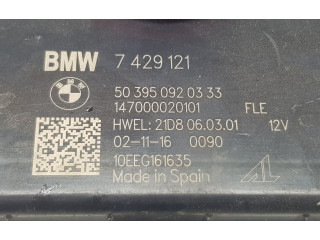 BMW 7 429 121
50 395 092 03 33
147000020101 FLE
HWEL: 21D8 06.03.01 12V
02-11-16 0090
10EEG161635
Made in Spain